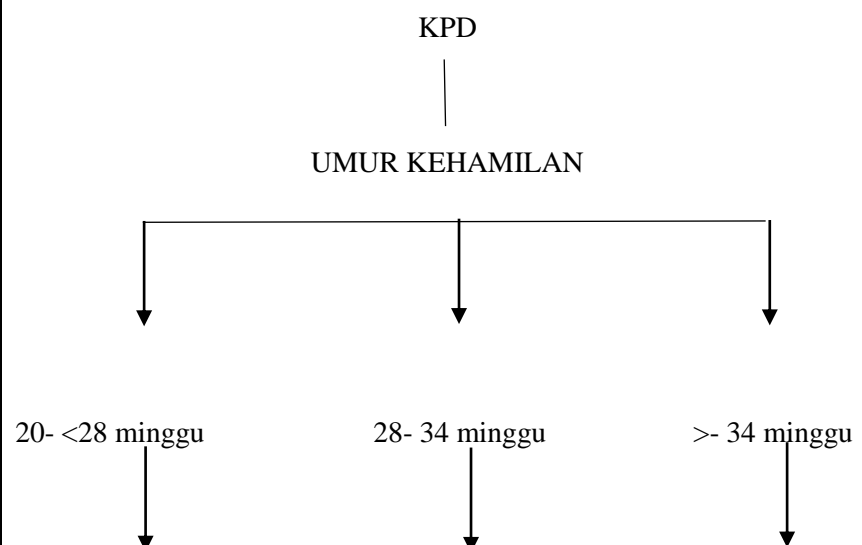 KPD
UMUR KEHAMILAN
20- <28 minggu
28- 34 minggu
>- 34 minggu